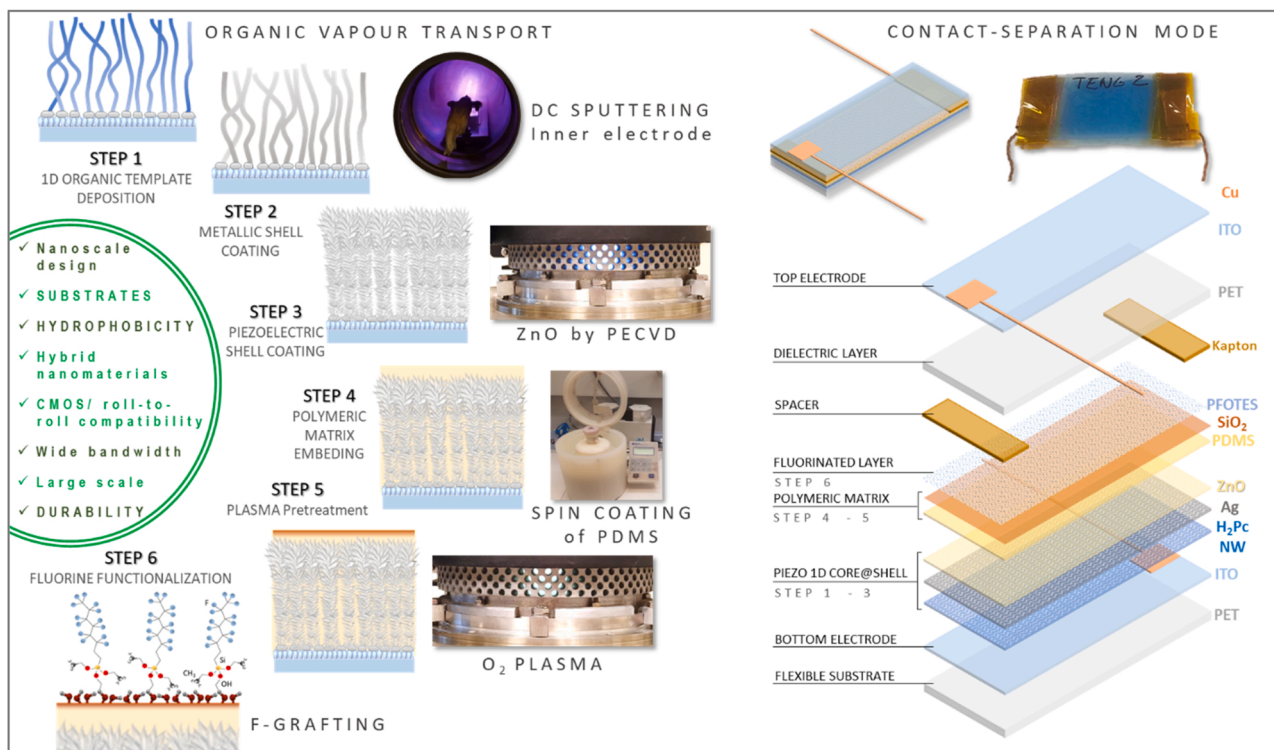 ORGANIC VAPOUR TRANSPORT
STEP 1
1D ORGANIC TEMPLATE
DEPOSITION
DC SPUTTERING
Inner electrode
STEP 2
METALLIC SHELL
COATING
✓ Nanoscale
design
✓ SUBSTRATES
✓ HYDROPHOBICITY
✓ Hybrid
nanomaterials
✓ CMOS/ roll-to-
roll compatibility
✓ Wide bandwidth
✓ Large scale
✓ DURABILITY
STEP 3
PIEZOELECTRIC
SHELL COATING
ZnO by PECVD
STEP 4
POLYMERIC
MATRIX
EMBEDING
SPIN COATING
of PDMS
STEP 5
PLASMA Pretreatment
O₂ PLASMA
STEP 6
FLUORINE FUNCTIONALIZATION
F
Si
CH₃
OH
F-GRAFTING
CONTACT-SEPARATION MODE
TENG 2
Cu
ITO
TOP ELECTRODE
PET
DIELECTRIC LAYER
Kapton
SPACER
PFOTES
SiO₂
PDMS
FLUORINATED LAYER
STEP 6
POLYMERIC MATRIX
STEP 4 - 5
ZnO
Ag
H₂Pc
NW
PIEZO 1D CORE@SHELL
STEP 1 - 3
ITO
BOTTOM ELECTRODE
PET
FLEXIBLE SUBSTRATE